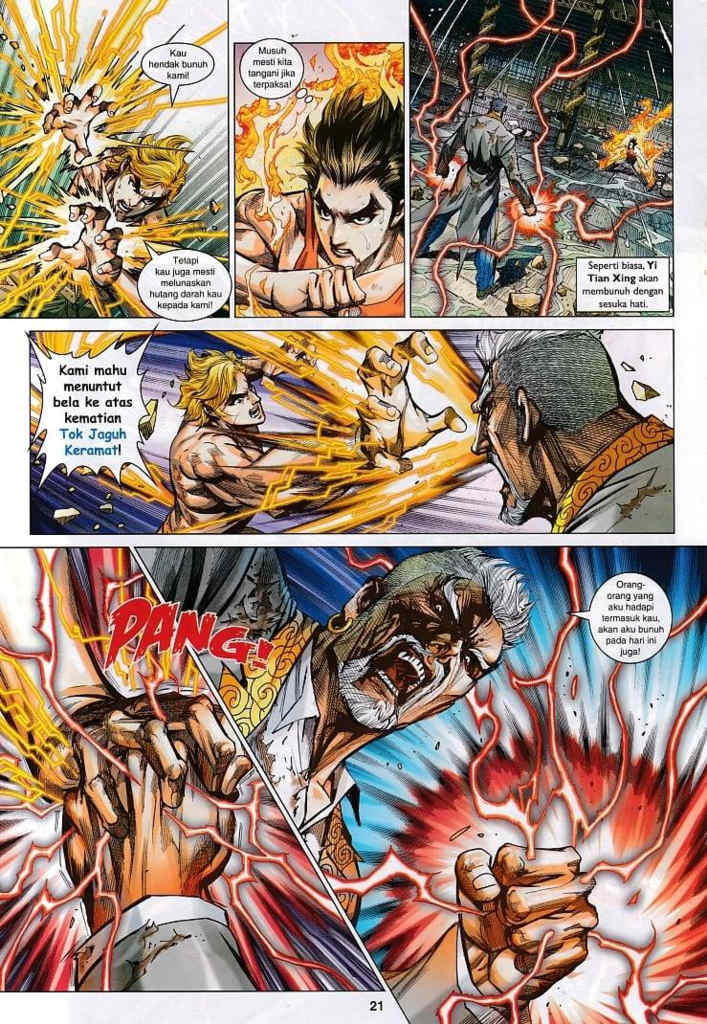 Kau
hendak bunuh
kami!
Tetapi
kau juga mesti
melunaskan
hutang darah kau
kepada kami!
Musuh
mesti kita
tangani jika
terpaksa!
Seperti biasa, Yi
Tian Xing akan
membunuh dengan
sesuka hati.
Kami mahu
menuntut
bela ke atas
kematian
Tok Jaguh
Keramat!
PANG!
Orang-
orang yang
aku hadapi
termasuk kau,
akan aku bunuh
pada hari ini
juga!
21